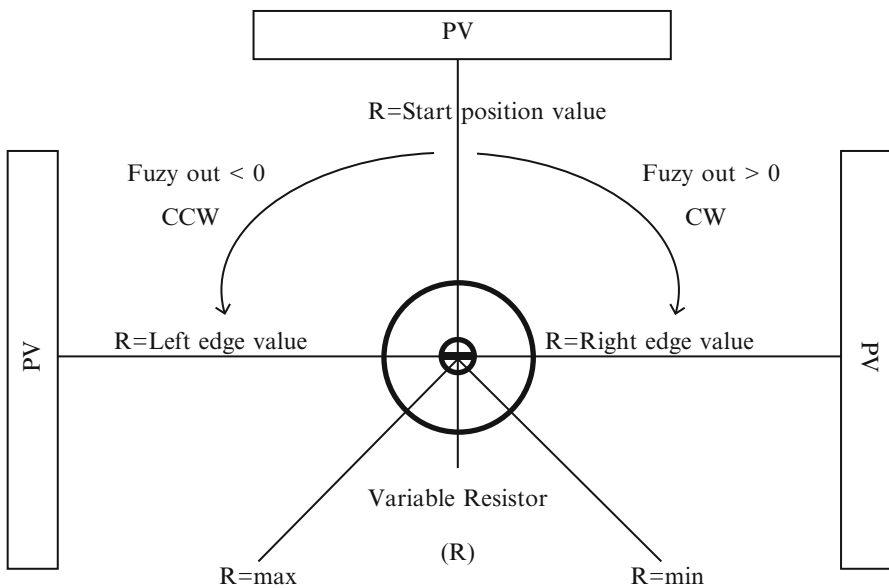 PV
R=Start position value
Fuzy out < 0
CCW
Fuzy out > 0
CW
R=Left edge value
R=Right edge value
PV
PV
Variable Resistor
(R)
R=max
R=min